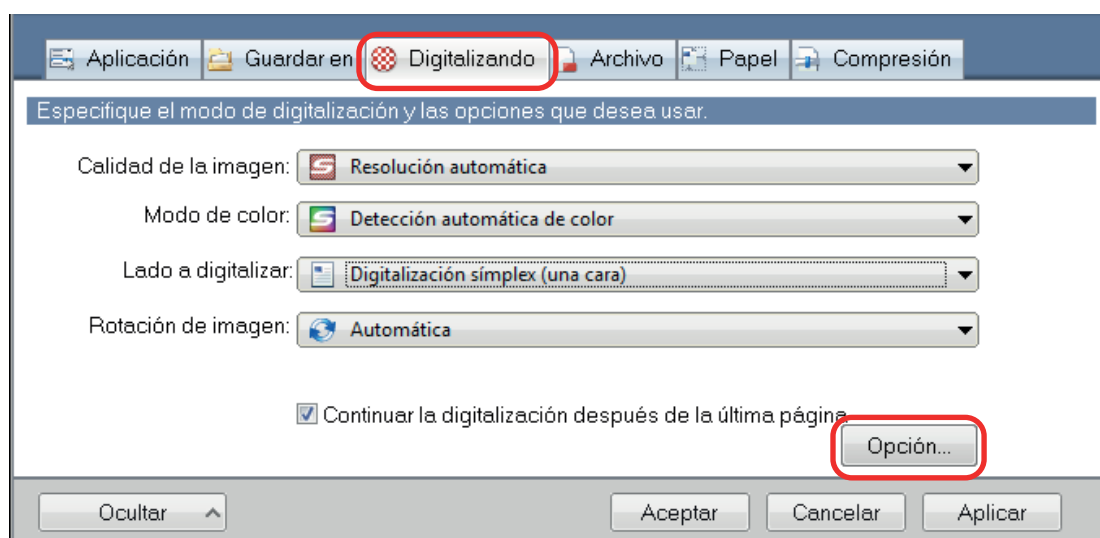 Aplicación Guardar en Digitalizando Archivo Papel Compresión
Especifique el modo de digitalización y las opciones que desea usar.
Calidad de la imagen: Resolución automática
Modo de color: Detección automática de color
Lado a digitalizar: Digitalización símplex (una cara)
Rotación de imagen: Automática
Continuar la digitalización después de la última página
Opción...
Ocultar Aceptar Cancelar Aplicar